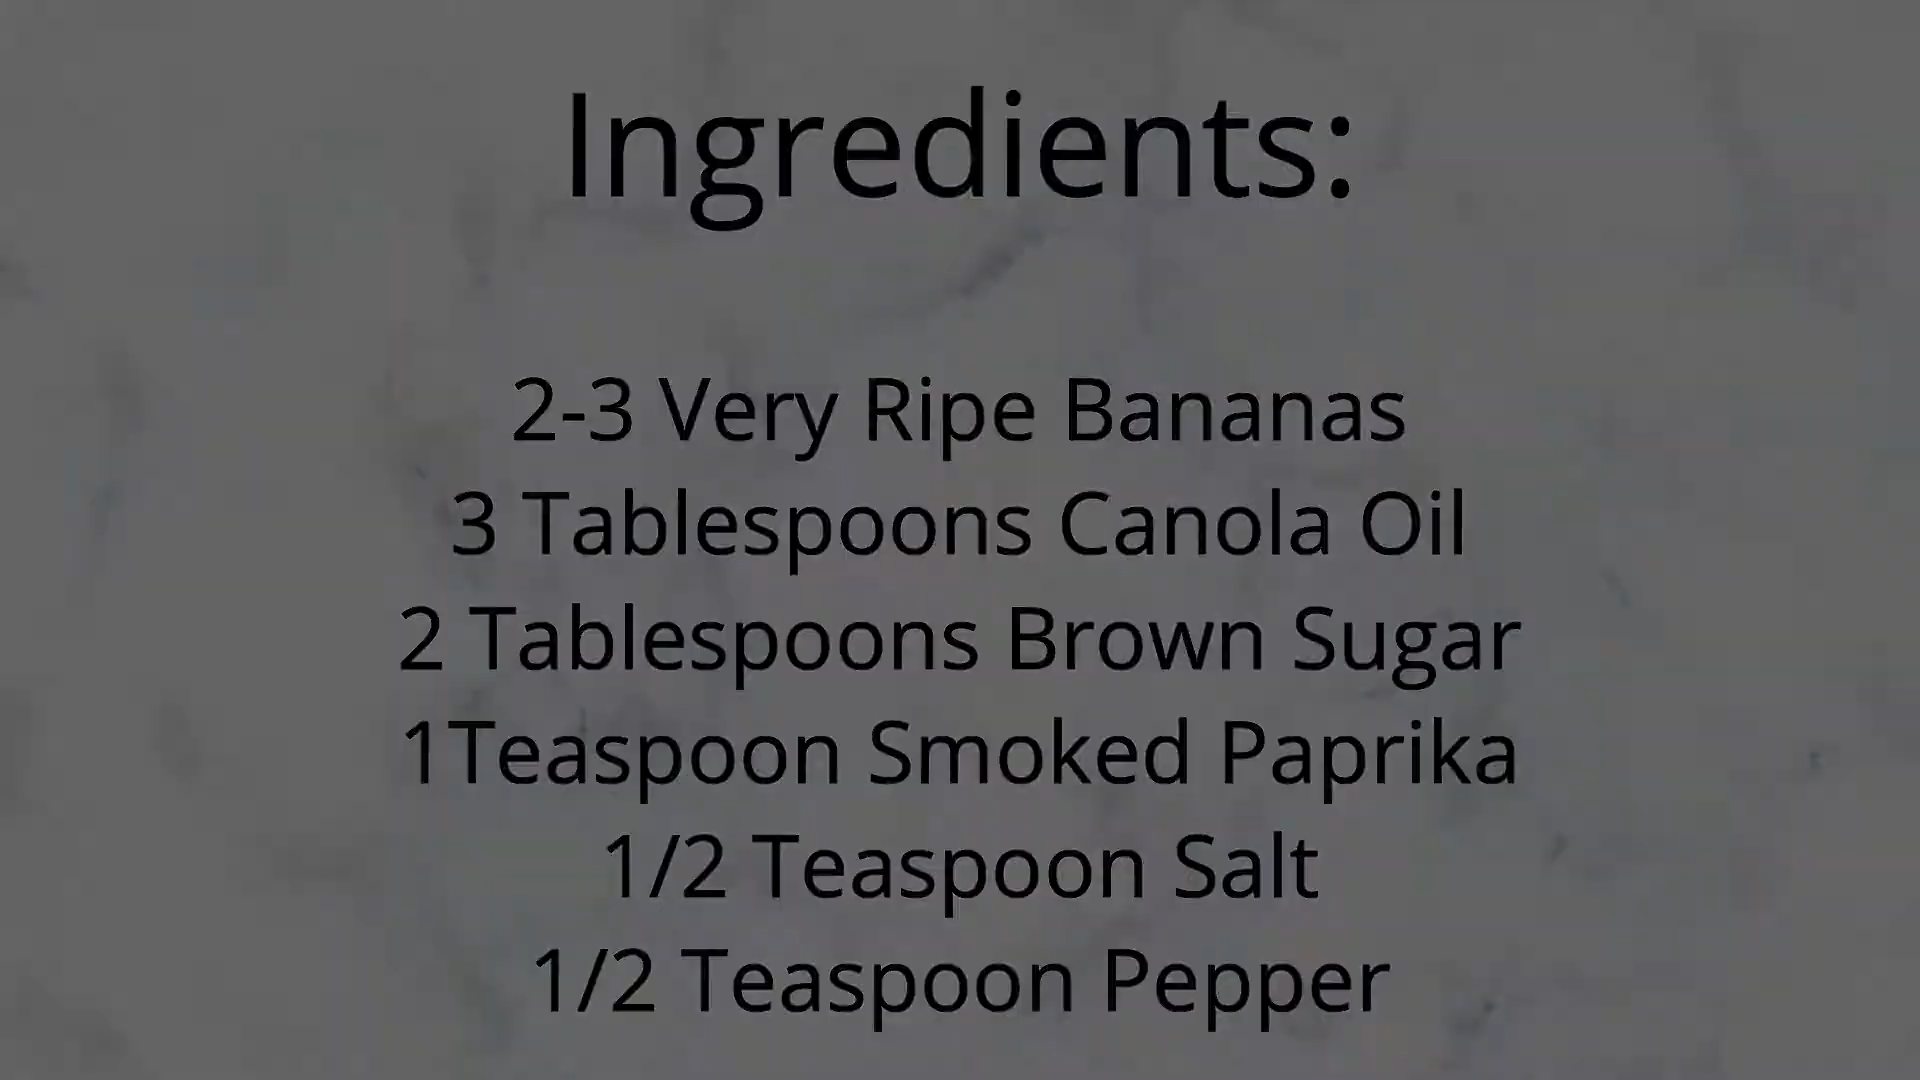 Ingredients:
2-3 Very Ripe Bananas
3 Tablespoons Canola Oil
2 Tablespoons Brown Sugar
1Teaspoon Smoked Paprika
1/2 Teaspoon Salt
1/2 Teaspoon Pepper